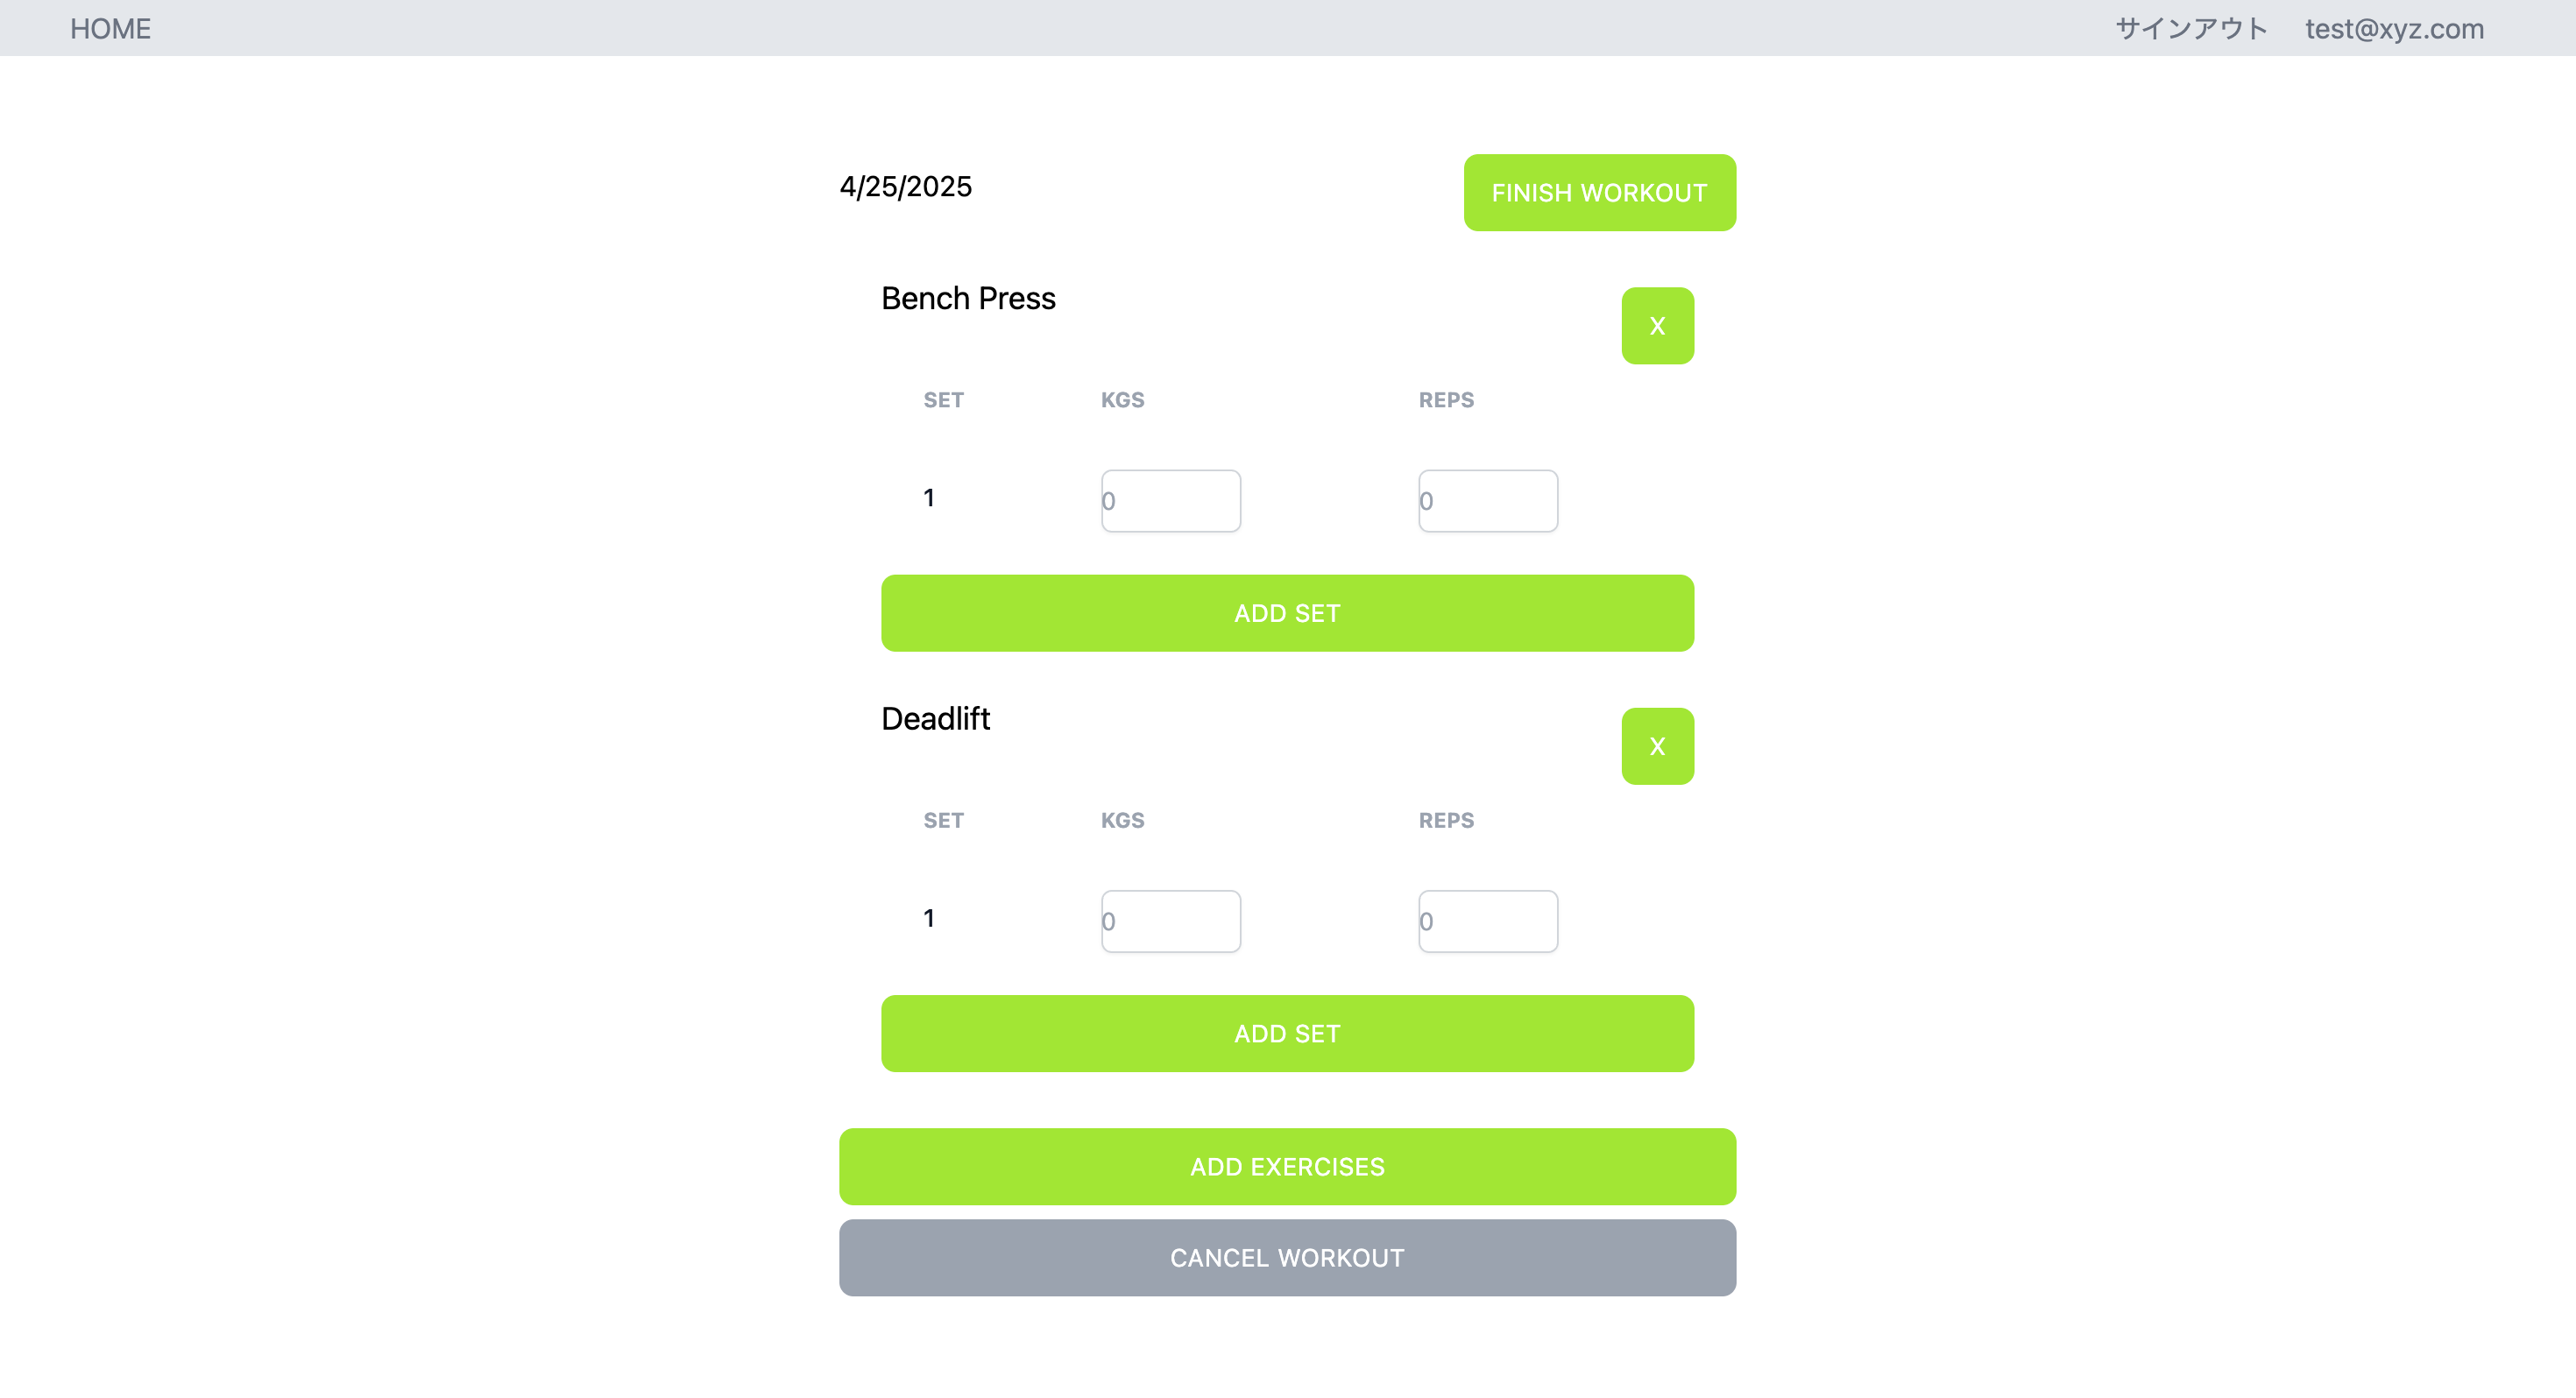 HOME サインアウト test@xyz.com
4/25/2025 FINISH WORKOUT
Bench Press X
SET KGS REPS
1 0 0
ADD SET
Deadlift X
SET KGS REPS
1 0 0
ADD SET
ADD EXERCISES
CANCEL WORKOUT